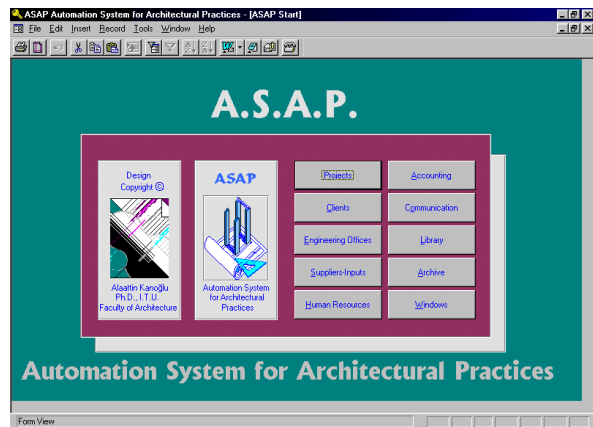 ASAP Automation System for Architectural Practices - [ASAP Start]
File Edit Insert Record Tools Window Help
A.S.A.P.
Design
Copyright ©
Alaattin Kanoğlu
Ph.D., I.T.U.
Faculty of Architecture
ASAP
Automation System
for Architectural
Practices
Projects
Accounting
Clients
Communication
Engineering Offices
Library
Suppliers-Inputs
Archive
Human Resources
Windows
Automation System for Architectural Practices
Form View